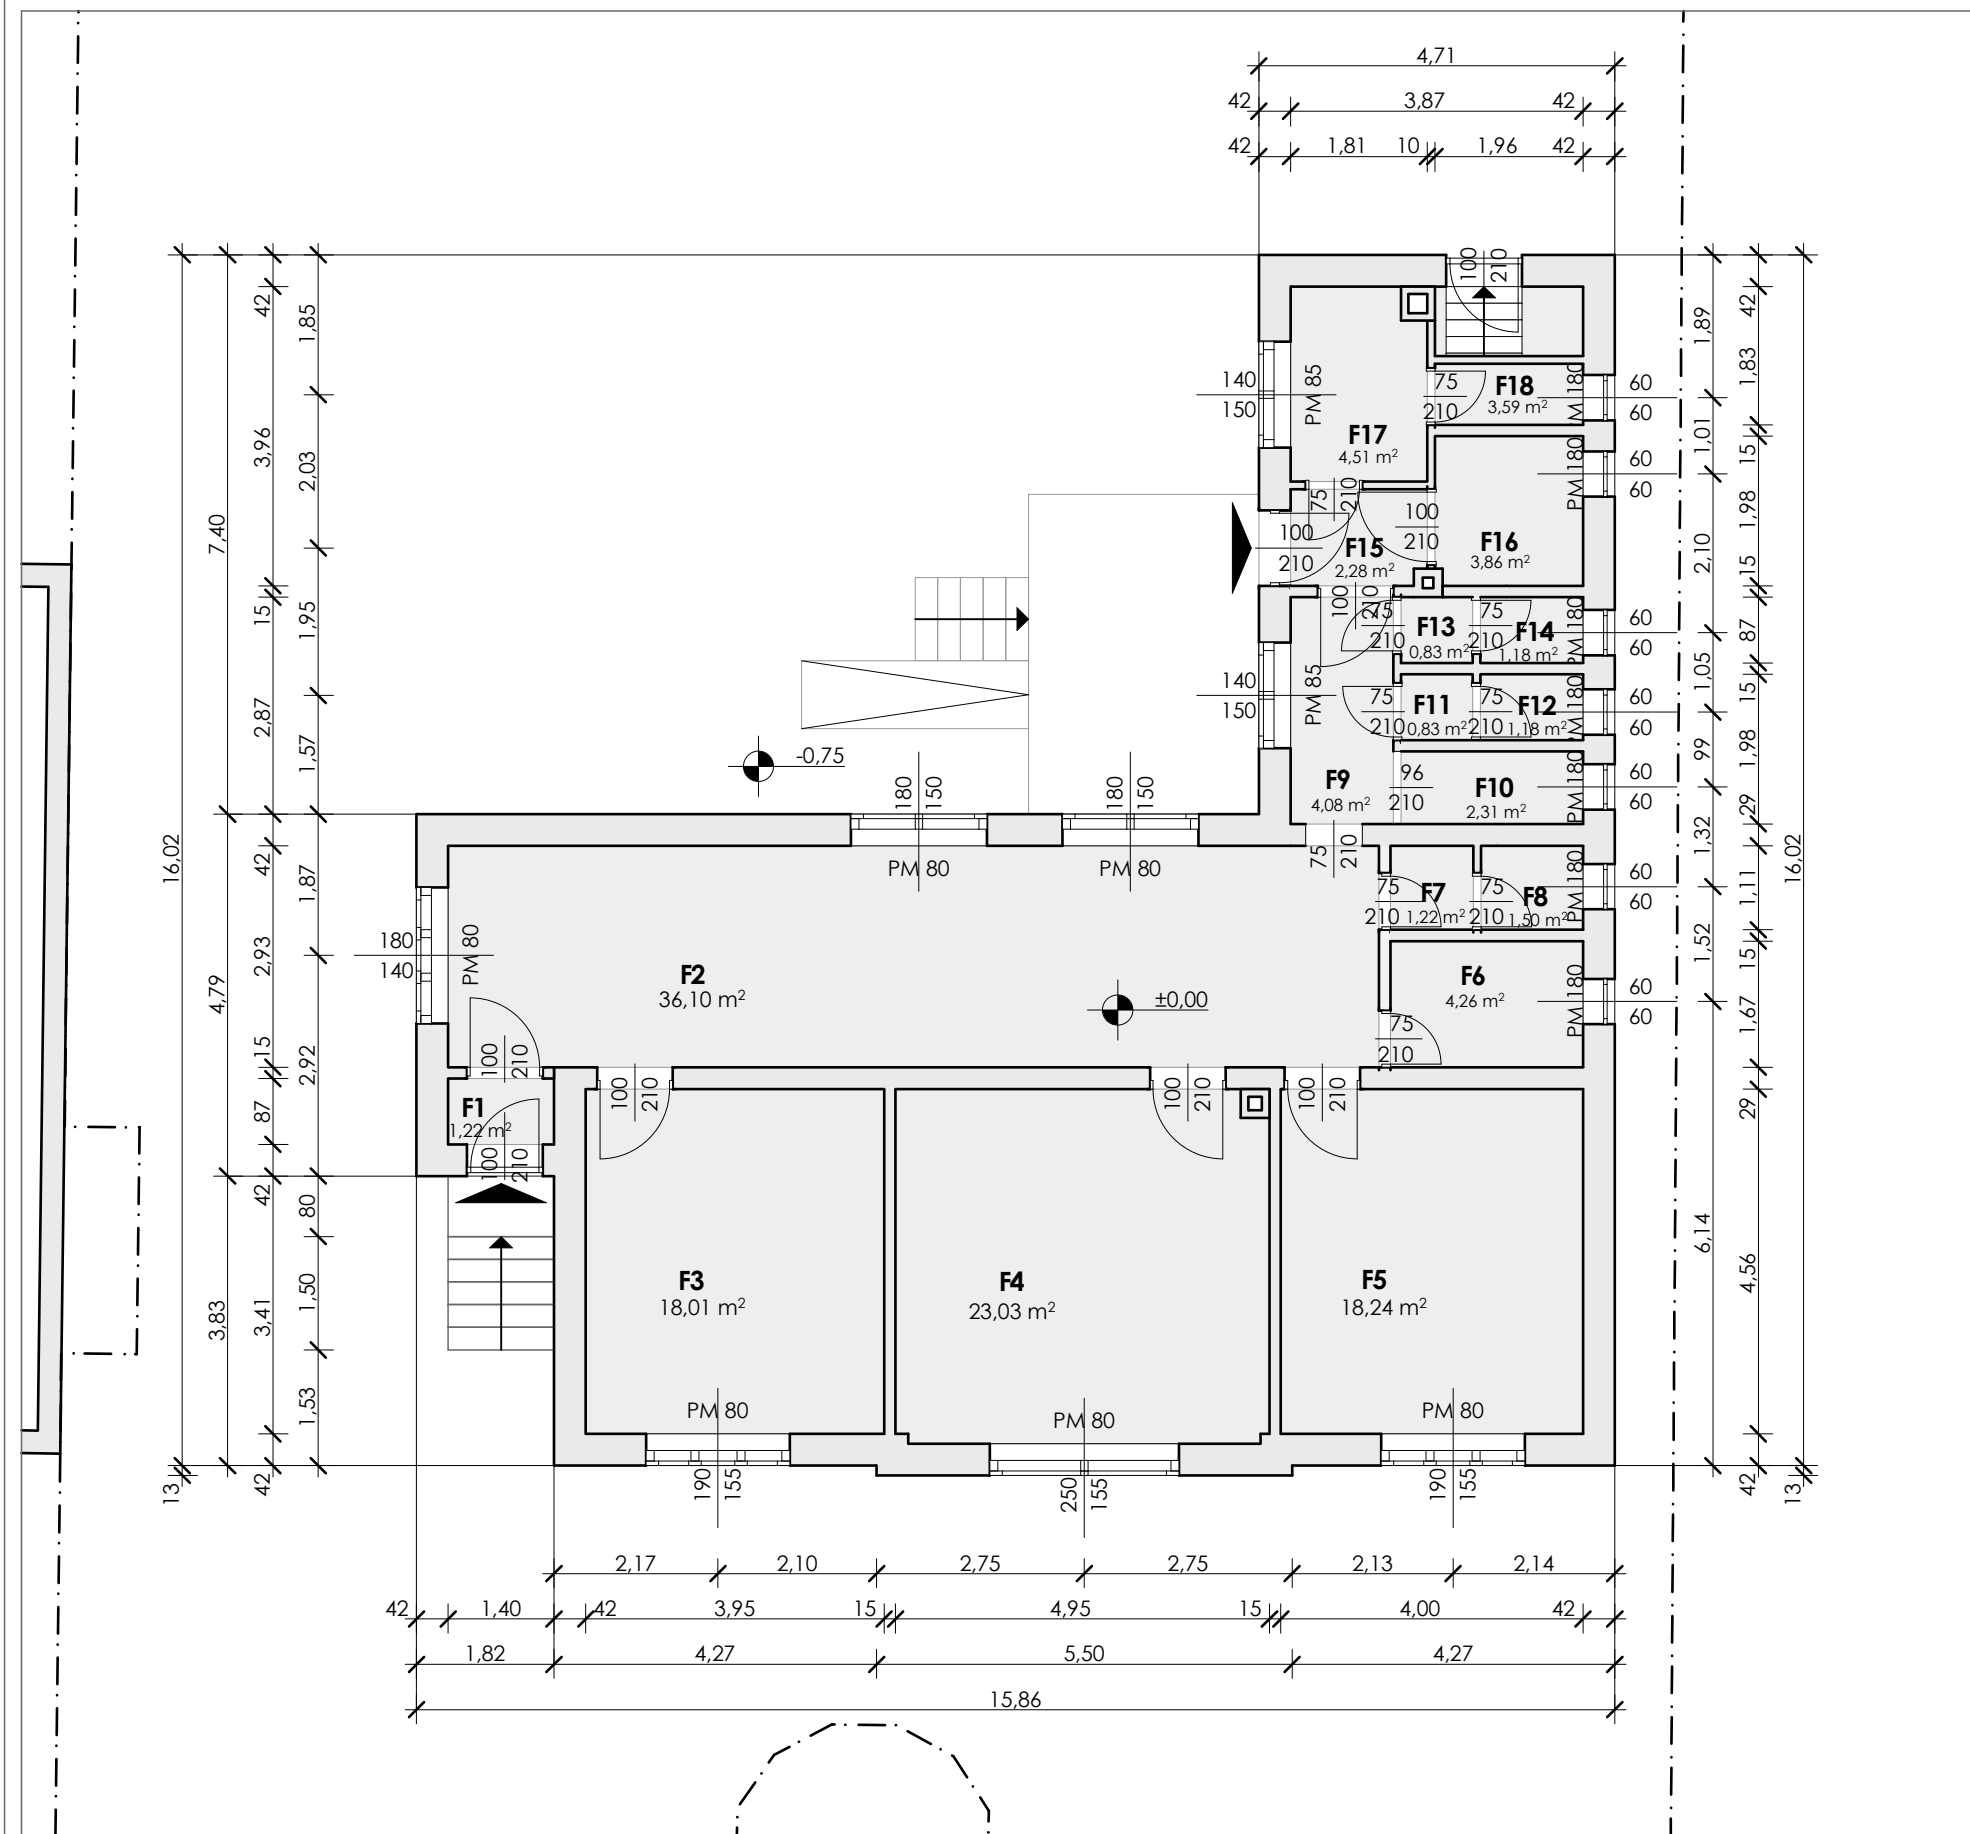 4,71
42 3,87 42
42 1,81 10 1,96 42
16,02
13
7,40
4,79
3,83
42
3,96
15
2,87
42
2,93
15
87
42
3,41
42
1,85
2,03
1,95
1,57
1,87
2,92
80
1,50
1,53
100
210
140
150
PM 85
F17
4,51 m²
75
210
F18
3,59 m²
PM 180
60
60
75
210
100
210
F15
2,28 m²
100
210
F16
3,86 m²
PM 180
60
60
100
210
75
210
F13
0,83 m²
75
210
F14
1,18 m²
PM 180
60
60
140
150
PM 85
75
210
F11
0,83 m²
75
210
F12
1,18 m²
PM 180
60
60
F9
4,08 m²
96
210
F10
2,31 m²
PM 180
60
60
-0,75
180
150
PM 80
180
150
PM 80
75
210
75
210
F7
1,22 m²
75
210
F8
1,50 m²
PM 180
60
60
180
140
PM 80
F2
36,10 m²
±0,00
F6
4,26 m²
75
210
PM 180
60
60
100
210
F1
1,22 m²
100
210
100
210
100
210
100
210
F3
18,01 m²
F4
23,03 m²
F5
18,24 m²
PM 80
PM 80
PM 80
190
155
250
155
190
155
1,89
1,01
2,10
1,05
99
1,32
1,52
6,14
42
1,83
15
1,98
15
87
15
1,98
29
1,11
15
1,67
29
4,56
42
16,02
13
2,17 2,10 2,75 2,75 2,13 2,14
42 1,40 42 3,95 15 4,95 15 4,00 42
1,82 4,27 5,50 4,27
15,86